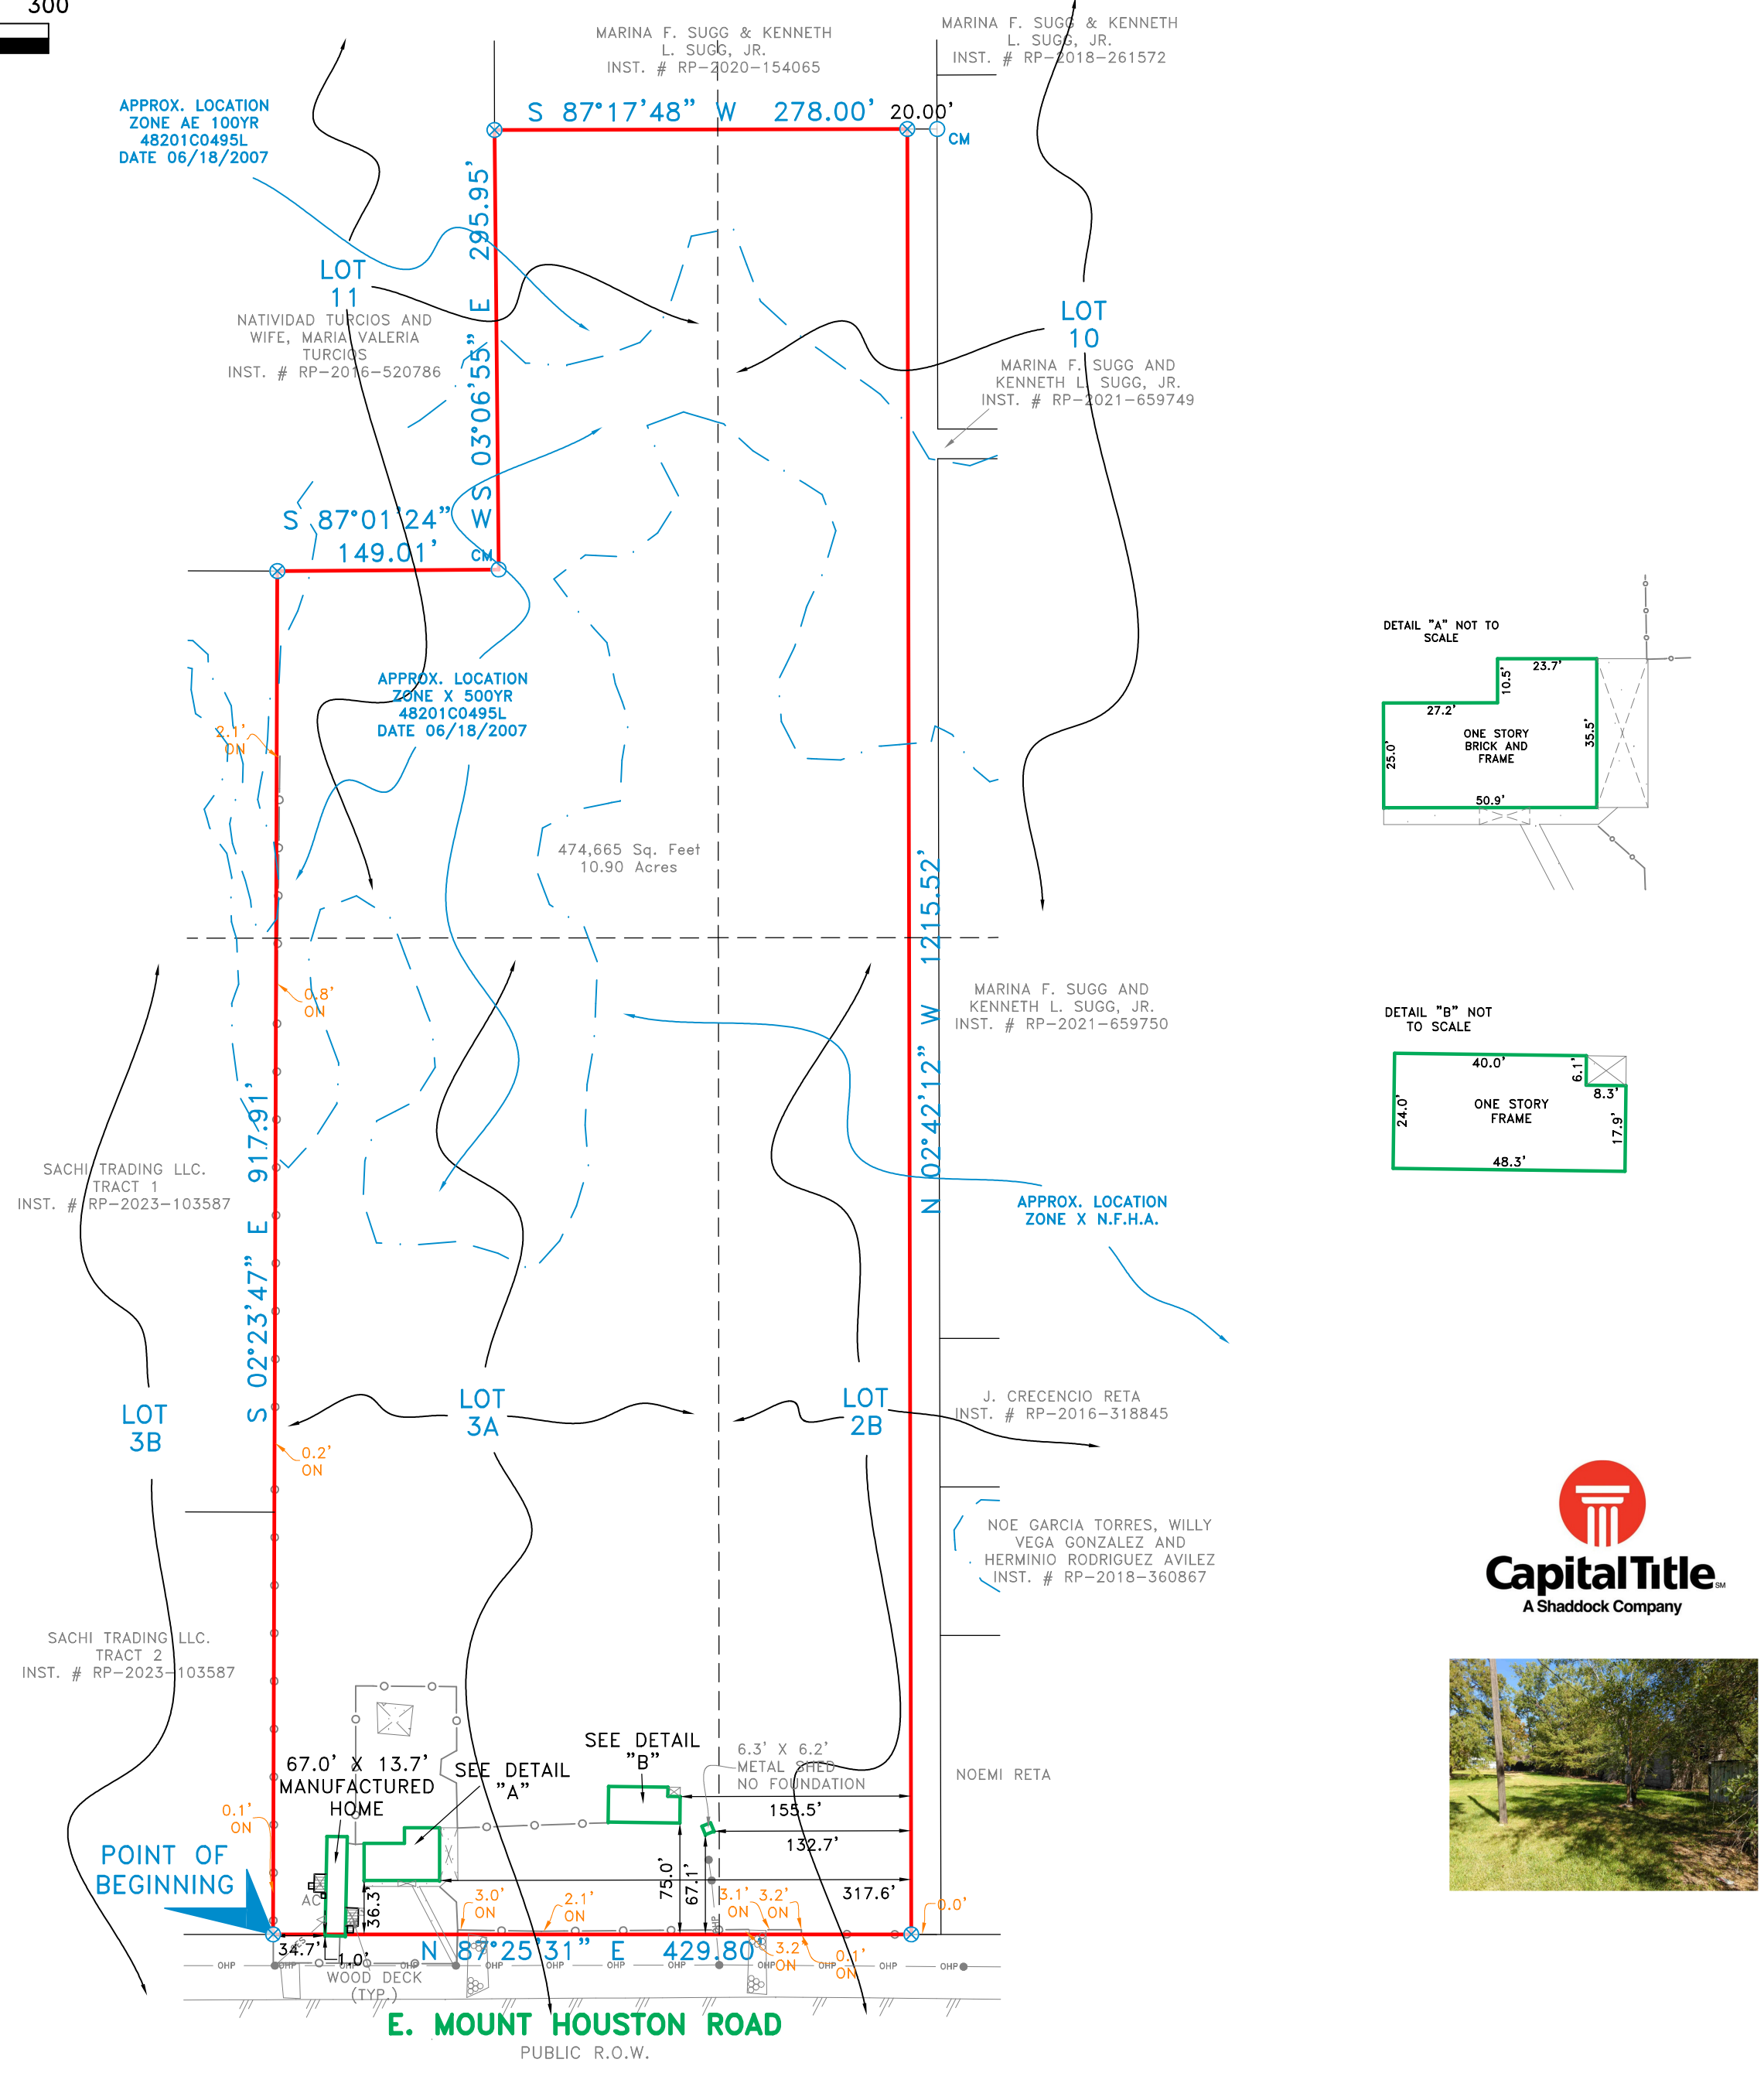 300
MARINA F. SUGG & KENNETH
L. SUGG, JR.
INST. # RP-2020-154065
MARINA F. SUGG & KENNETH
L. SUGG, JR.
INST. # RP-2018-261572
APPROX. LOCATION
ZONE AE 100YR
48201C0495L
DATE 06/18/2007
S 87°17'48" W 278.00'
20.00'
CM
S 03°06'55" E 295.95'
LOT
11
NATIVIDAD TURCIOS AND
WIFE, MARIA VALERIA
TURCIOS
INST. # RP-2016-520786
LOT
10
MARINA F. SUGG AND
KENNETH L. SUGG, JR.
INST. # RP-2021-659749
S 87°01'24" W
149.01'
CM
APPROX. LOCATION
ZONE X 500YR
48201C0495L
DATE 06/18/2007
2.1'
ON
DETAIL "A" NOT TO
SCALE
23.7'
10.5'
27.2'
ONE STORY
BRICK AND
FRAME
35.5'
25.0'
50.9'
474,665 Sq. Feet
10.90 Acres
N 02°42'12" W 1215.52'
0.8'
ON
MARINA F. SUGG AND
KENNETH L. SUGG, JR.
INST. # RP-2021-659750
DETAIL "B" NOT
TO SCALE
40.0'
6.1'
8.3'
24.0'
ONE STORY
FRAME
17.9'
48.3'
S 02°23'47" E 917.91'
SACHI TRADING LLC.
TRACT 1
INST. # RP-2023-103587
APPROX. LOCATION
ZONE X N.F.H.A.
LOT
3B
LOT
3A
LOT
2B
J. CRECENCIO RETA
INST. # RP-2016-318845
0.2'
ON
NOE GARCIA TORRES, WILLY
VEGA GONZALEZ AND
HERMINIO RODRIGUEZ AVILEZ
INST. # RP-2018-360867
CapitalTitle SM
A Shaddock Company
SACHI TRADING LLC.
TRACT 2
INST. # RP-2023-103587
67.0' X 13.7'
MANUFACTURED
HOME
SEE DETAIL
"A"
SEE DETAIL
"B"
6.3' X 6.2'
METAL SHED
NO FOUNDATION
NOEMI RETA
155.5'
132.7'
317.6'
0.1'
ON
POINT OF
BEGINNING
AC
36.3'
75.0'
67.1'
3.0'
ON
2.1'
ON
3.1'
ON
3.2'
ON
0.0'
OHP
34.7'
1.0'
N 87°25'31" E 429.80'
3.2'
ON
0.1'
ON
OHP
OHP
OHP
OHP
OHP
OHP
OHP
OHP
OHP
OHP
OHP
OHP
WOOD DECK
(TYP.)
E. MOUNT HOUSTON ROAD
PUBLIC R.O.W.